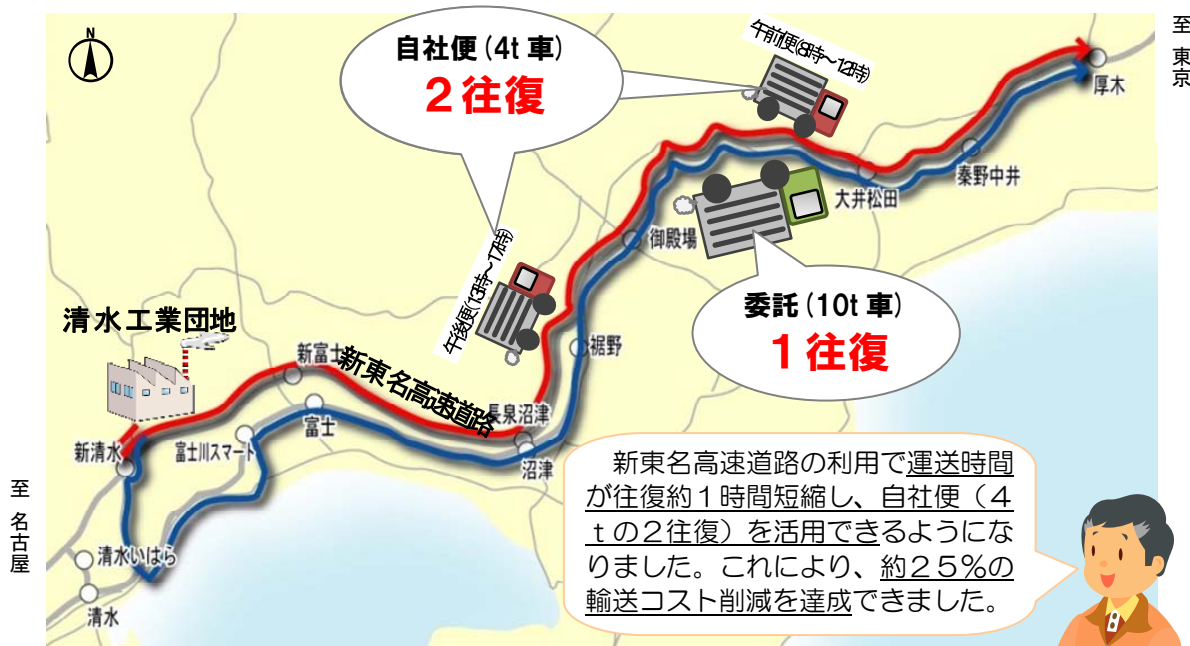 N
至 東京
自社便(4t車)
2往復
午前便(8時~12時)
厚木
秦野中井
大井松田
御殿場
午後便(13時~17時)
委託(10t車)
1往復
清水工業団地
裾野
新富士
新東名高速道路
長泉沼津
富士
沼津
新清水
富士川スマート
至 名古屋
清水いはら
清水
新東名高速道路の利用で運送時間
が往復約1時間短縮し、自社便(4
tの2往復)を活用できるようにな
りました。これにより、約25%の
輸送コスト削減を達成できました。